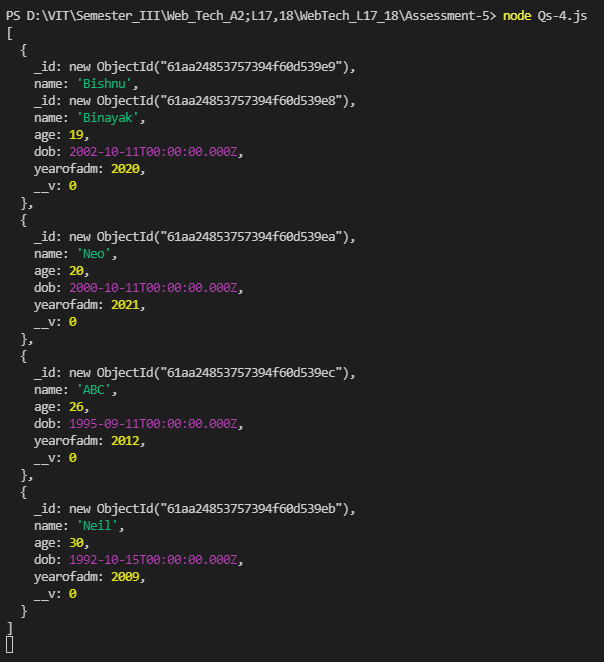 PS D:\VIT\Semester_III\Web_Tech_A2;L17,18\WebTech_L17_18\Assessment-5> node Qs-4.js
[
  {
    _id: new ObjectId("61aa24853757394f60d539e9"),
    name: 'Bishnu',
    _id: new ObjectId("61aa24853757394f60d539e8"),
    name: 'Binayak',
    age: 19,
    dob: 2002-10-11T00:00:00.000Z,
    yearofadm: 2020,
    __v: 0
  },
  {
    _id: new ObjectId("61aa24853757394f60d539ea"),
    name: 'Neo',
    age: 20,
    dob: 2000-10-11T00:00:00.000Z,
    yearofadm: 2021,
    __v: 0
  },
  {
    _id: new ObjectId("61aa24853757394f60d539ec"),
    name: 'ABC',
    age: 26,
    dob: 1995-09-11T00:00:00.000Z,
    yearofadm: 2012,
    __v: 0
  },
  {
    _id: new ObjectId("61aa24853757394f60d539eb"),
    name: 'Neil',
    age: 30,
    dob: 1992-10-15T00:00:00.000Z,
    yearofadm: 2009,
    __v: 0
  }
]